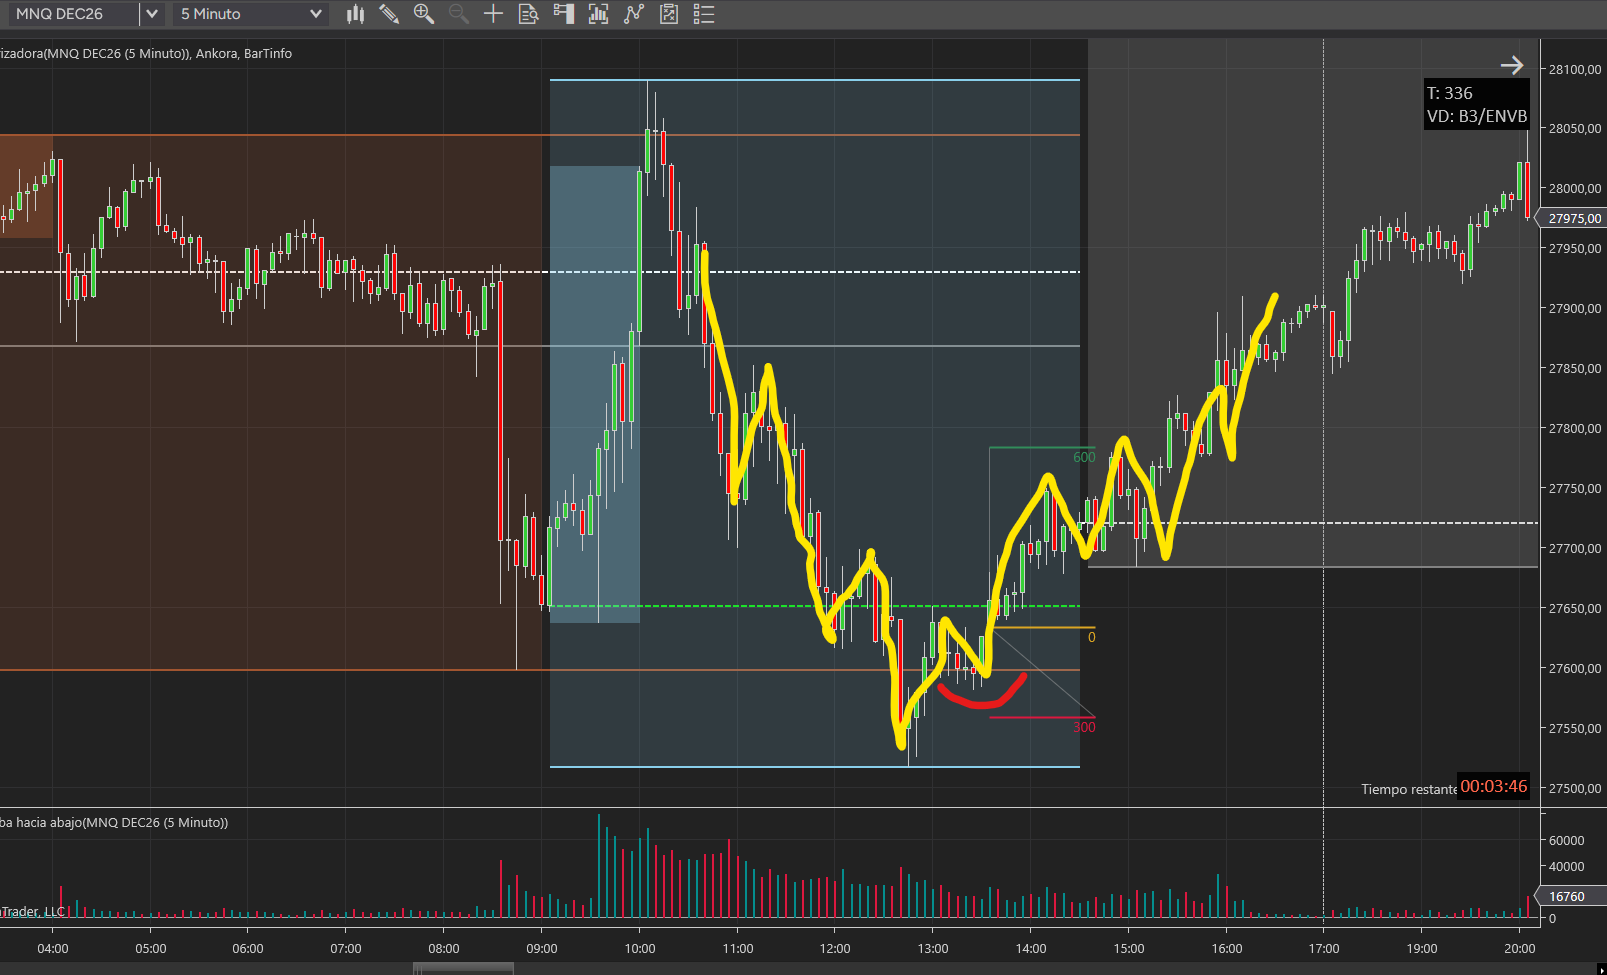 MNQ DEC26
5 Minuto
izadora(MNQ DEC26 (5 Minuto)), Ankora, BarTinfo
T: 336
VD: B3/ENVB
28100,00
28050,00
28000,00
27975,00
27950,00
27900,00
27850,00
27800,00
27750,00
27700,00
27650,00
27600,00
27550,00
27500,00
600
0
300
Tiempo restante
00:03:46
ba hacia abajo(MNQ DEC26 (5 Minuto))
60000
40000
16760
0
Trader, LLC
04:00 05:00 06:00 07:00 08:00 09:00 10:00 11:00 12:00 13:00 14:00 15:00 16:00 17:00 18:00 19:00 20:00